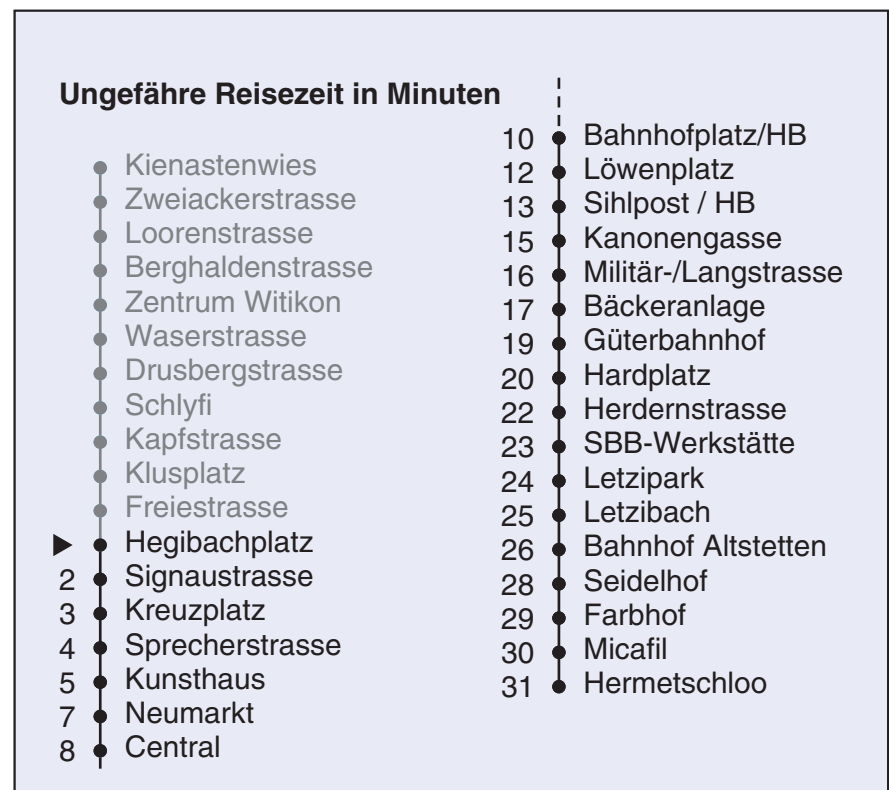 Ungefähre Reisezeit in Minuten
Kienastenwies
Zweiackerstrasse
Loorenstrasse
Berghaldenstrasse
Zentrum Witikon
Waserstrasse
Drusbergstrasse
Schlyfi
Kapfstrasse
Klusplatz
Freiestrasse
Hegibachplatz
2 Signaustrasse
3 Kreuzplatz
4 Sprecherstrasse
5 Kunsthaus
7 Neumarkt
8 Central
10 Bahnhofplatz/HB
12 Löwenplatz
13 Sihlpost / HB
15 Kanonengasse
16 Militär-/Langstrasse
17 Bäckeranlage
19 Güterbahnhof
20 Hardplatz
22 Herdernstrasse
23 SBB-Werkstätte
24 Letzipark
25 Letzibach
26 Bahnhof Altstetten
28 Seidelhof
29 Farbhof
30 Micafil
31 Hermetschloo